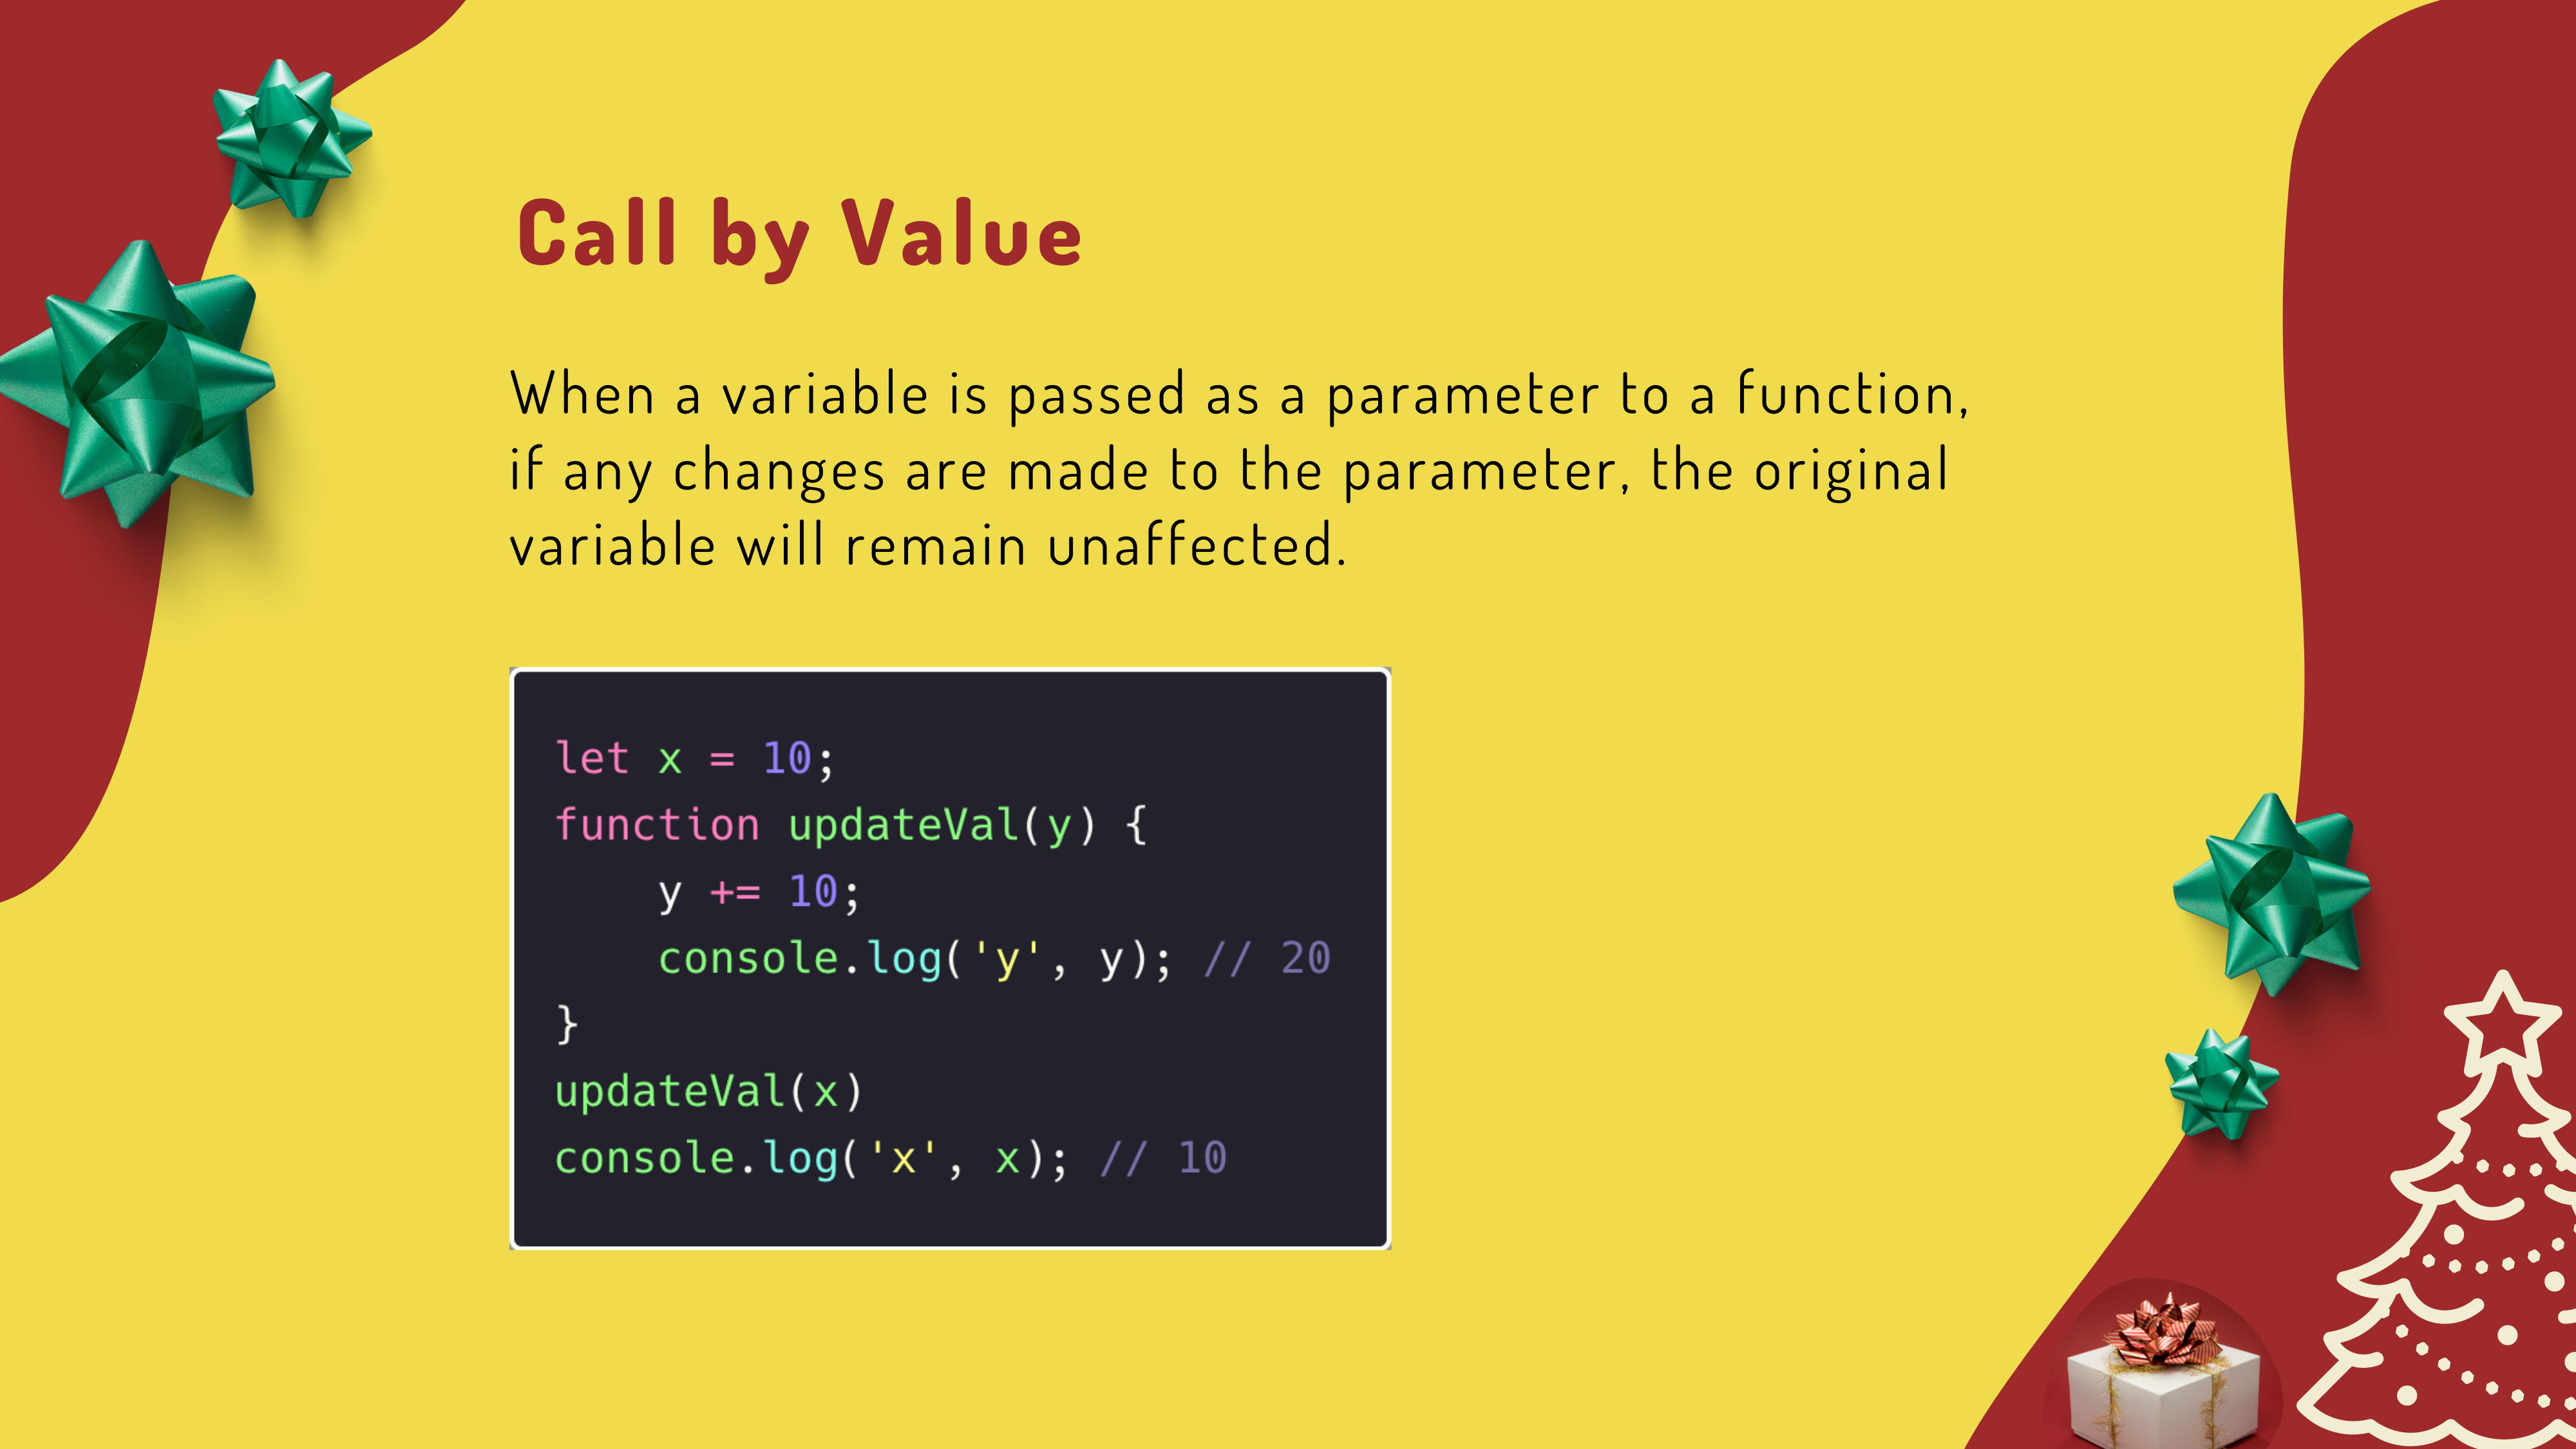 Call by Value
When a variable is passed as a parameter to a function,
if any changes are made to the parameter, the original
variable will remain unaffected.
let x = 10;
function updateVal(y) {
    y += 10;
    console.log('y', y); // 20
}
updateVal(x)
console.log('x', x); // 10